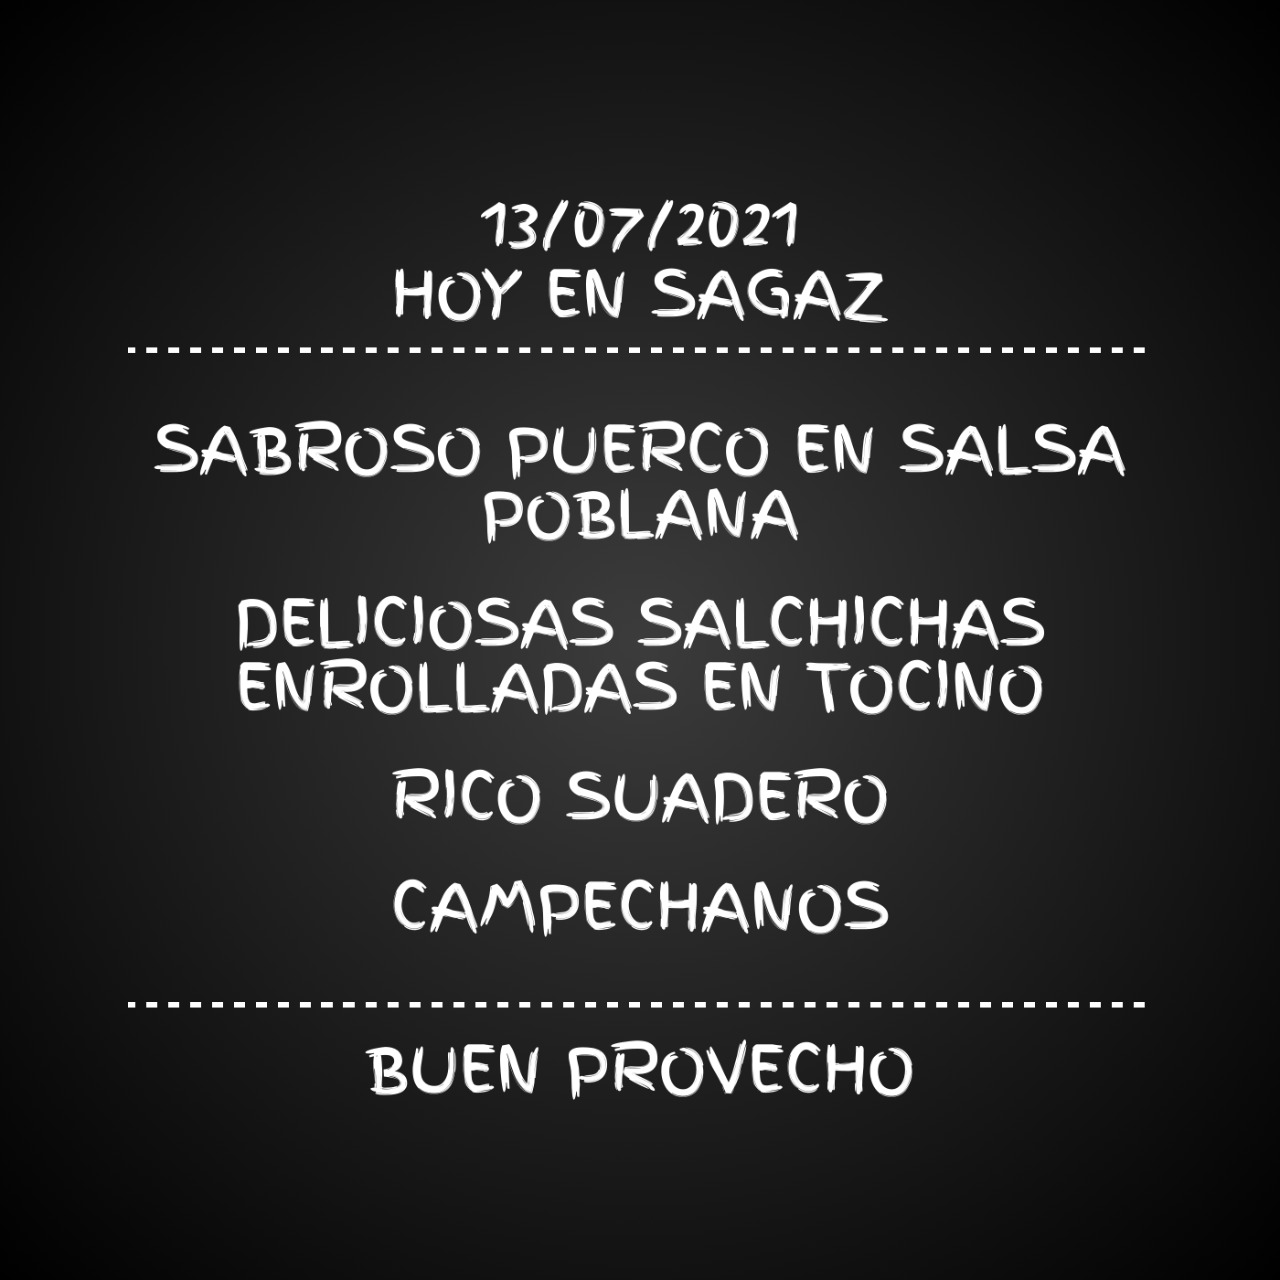 13/07/2021
HOY EN SAGAZ
SABROSO PUERCO EN SALSA
POBLANA
DELICIOSAS SALCHICHAS
ENROLLADAS EN TOCINO
RICO SUADERO
CAMPECHANOS
BUEN PROVECHO